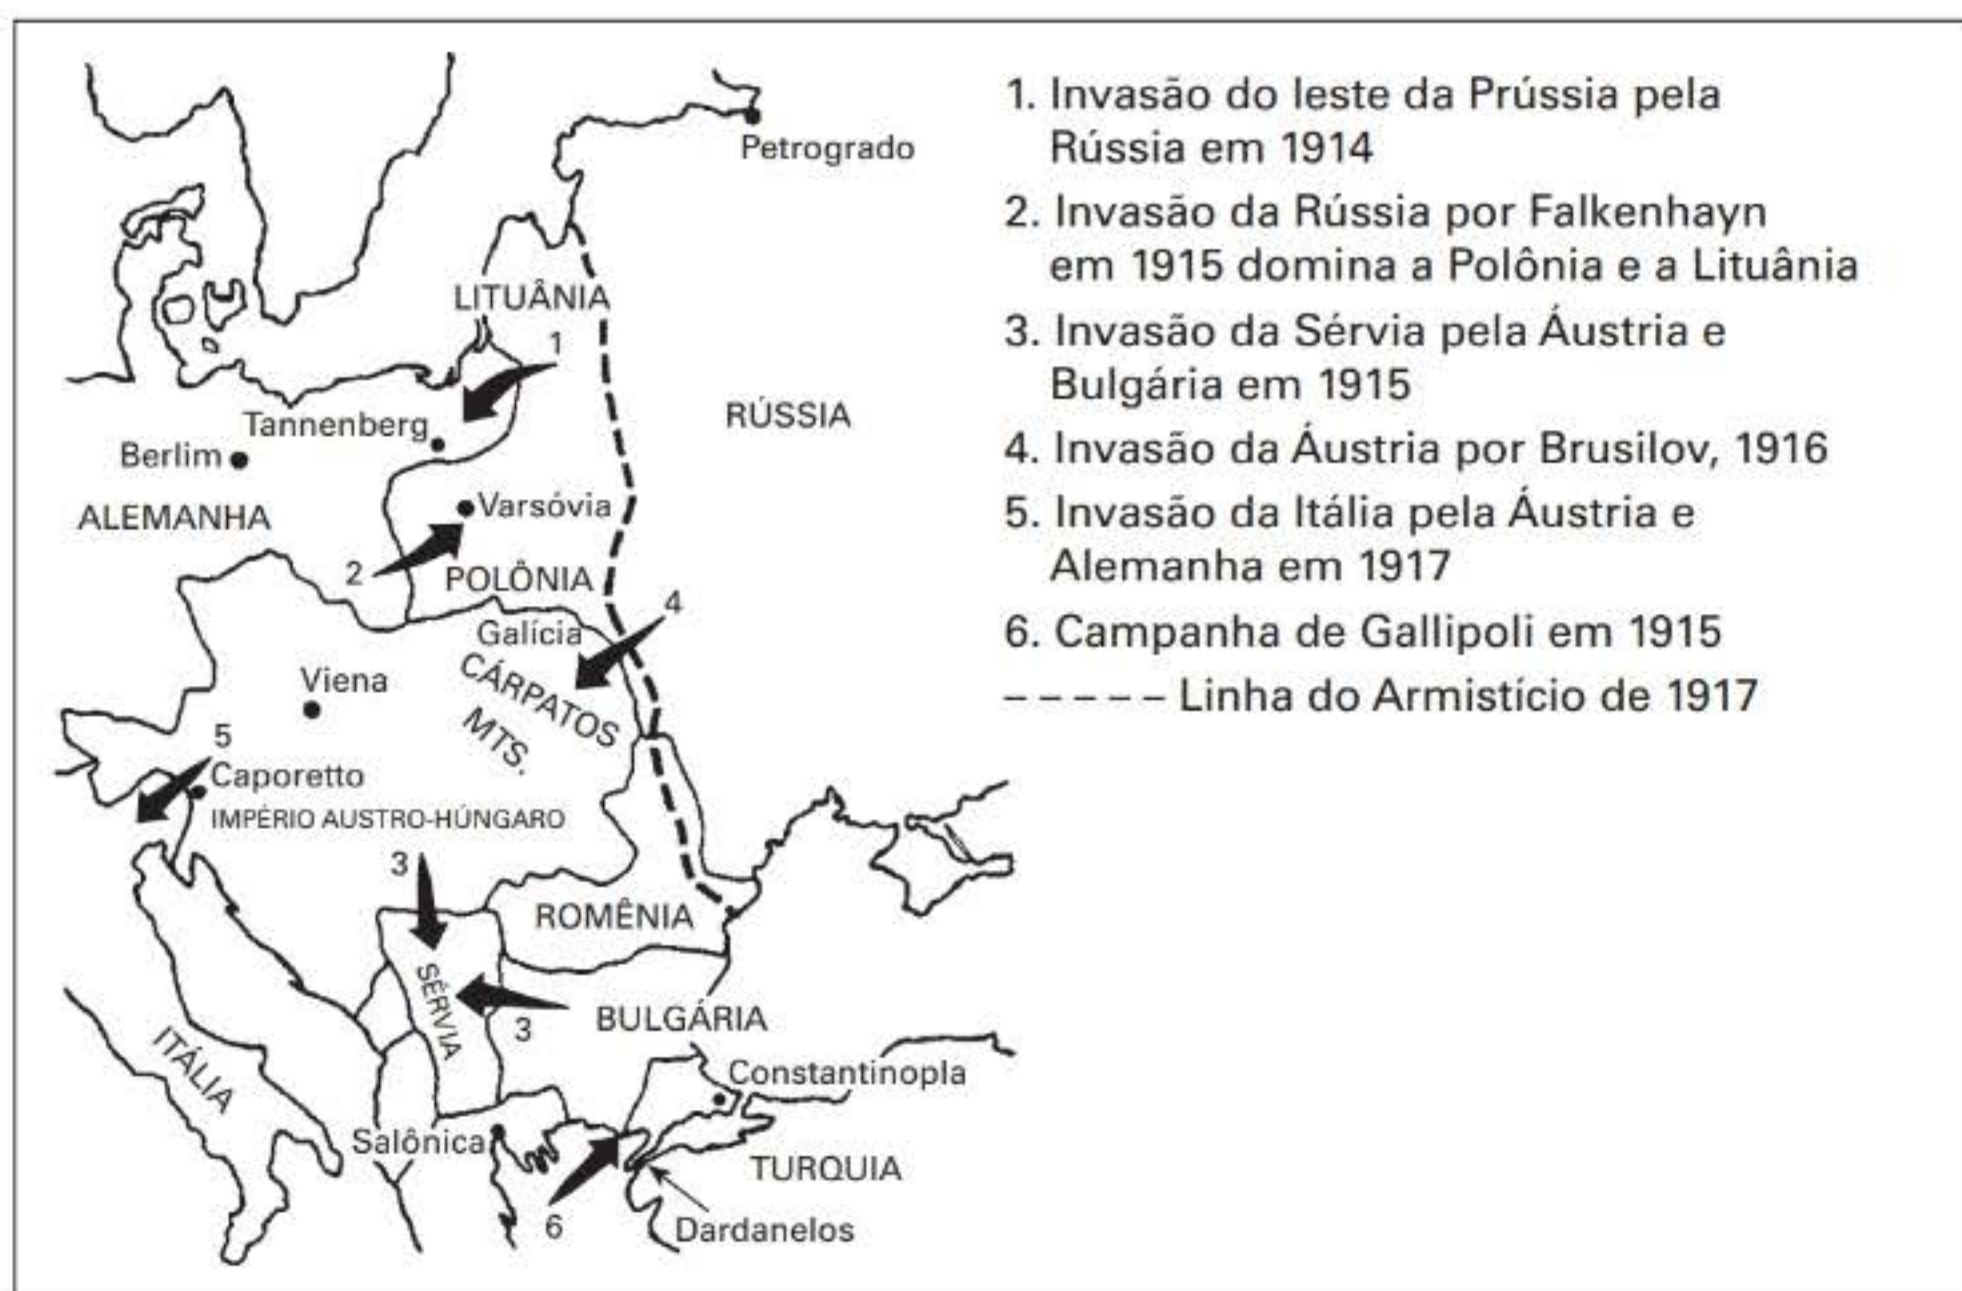 Petrogrado
LITUÂNIA
1
RÚSSIA
Tannenberg
Berlim
Varsóvia
ALEMANHA
2
POLÔNIA
4
Galícia
CÁRPATOS
MTS.
Viena
5
Caporetto
IMPÉRIO AUSTRO-HÚNGARO
3
ROMÊNIA
SÉRVIA
3
BULGÁRIA
ITÁLIA
Constantinopla
Salônica
TURQUIA
6
Dardanelos
1. Invasão do leste da Prússia pela
Rússia em 1914
2. Invasão da Rússia por Falkenhayn
em 1915 domina a Polônia e a Lituânia
3. Invasão da Sérvia pela Áustria e
Bulgária em 1915
4. Invasão da Áustria por Brusilov, 1916
5. Invasão da Itália pela Áustria e
Alemanha em 1917
6. Campanha de Gallipoli em 1915
– – – – – Linha do Armistício de 1917